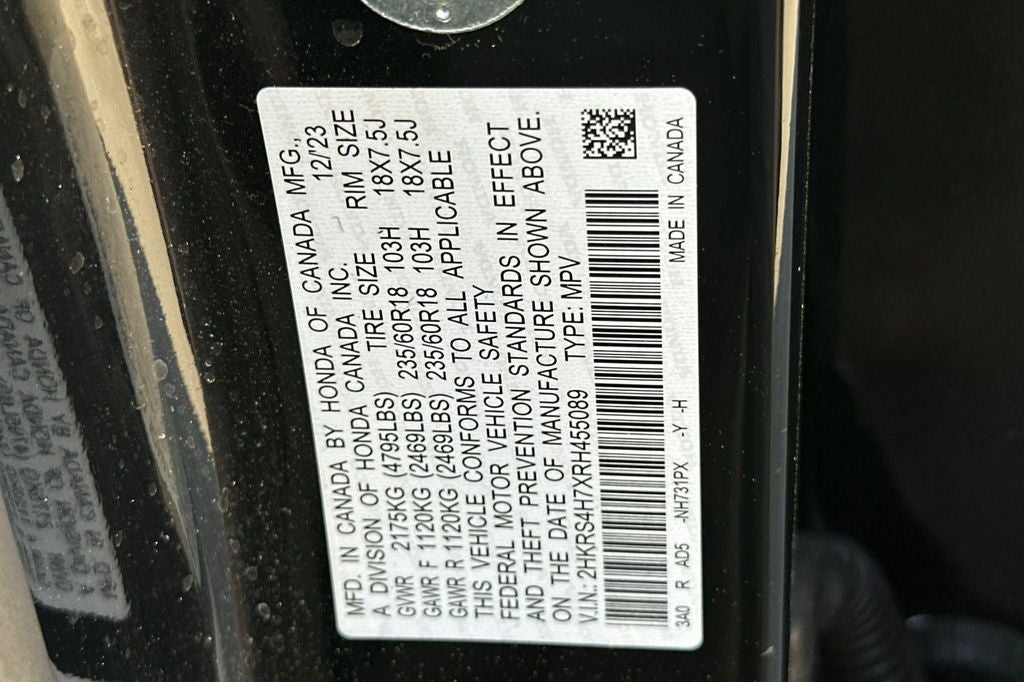 MFD. IN CANADA BY HONDA OF CANADA MFG.,
A DIVISION OF HONDA CANADA INC. 12/'23
GVWR 2175KG (4795LBS) TIRE SIZE RIM SIZE
GAWR F 1120KG (2469LBS) 235/60R18 103H 18X7.5J
GAWR R 1120KG (2469LBS) 235/60R18 103H 18X7.5J
THIS VEHICLE CONFORMS TO ALL APPLICABLE
FEDERAL MOTOR VEHICLE SAFETY
AND THEFT PREVENTION STANDARDS IN EFFECT
ON THE DATE OF MANUFACTURE SHOWN ABOVE.
V.I.N: 2HKRS4H7XRH455089 TYPE: MPV
3A0 R AD5 -NH731PX -Y -H MADE IN CANADA